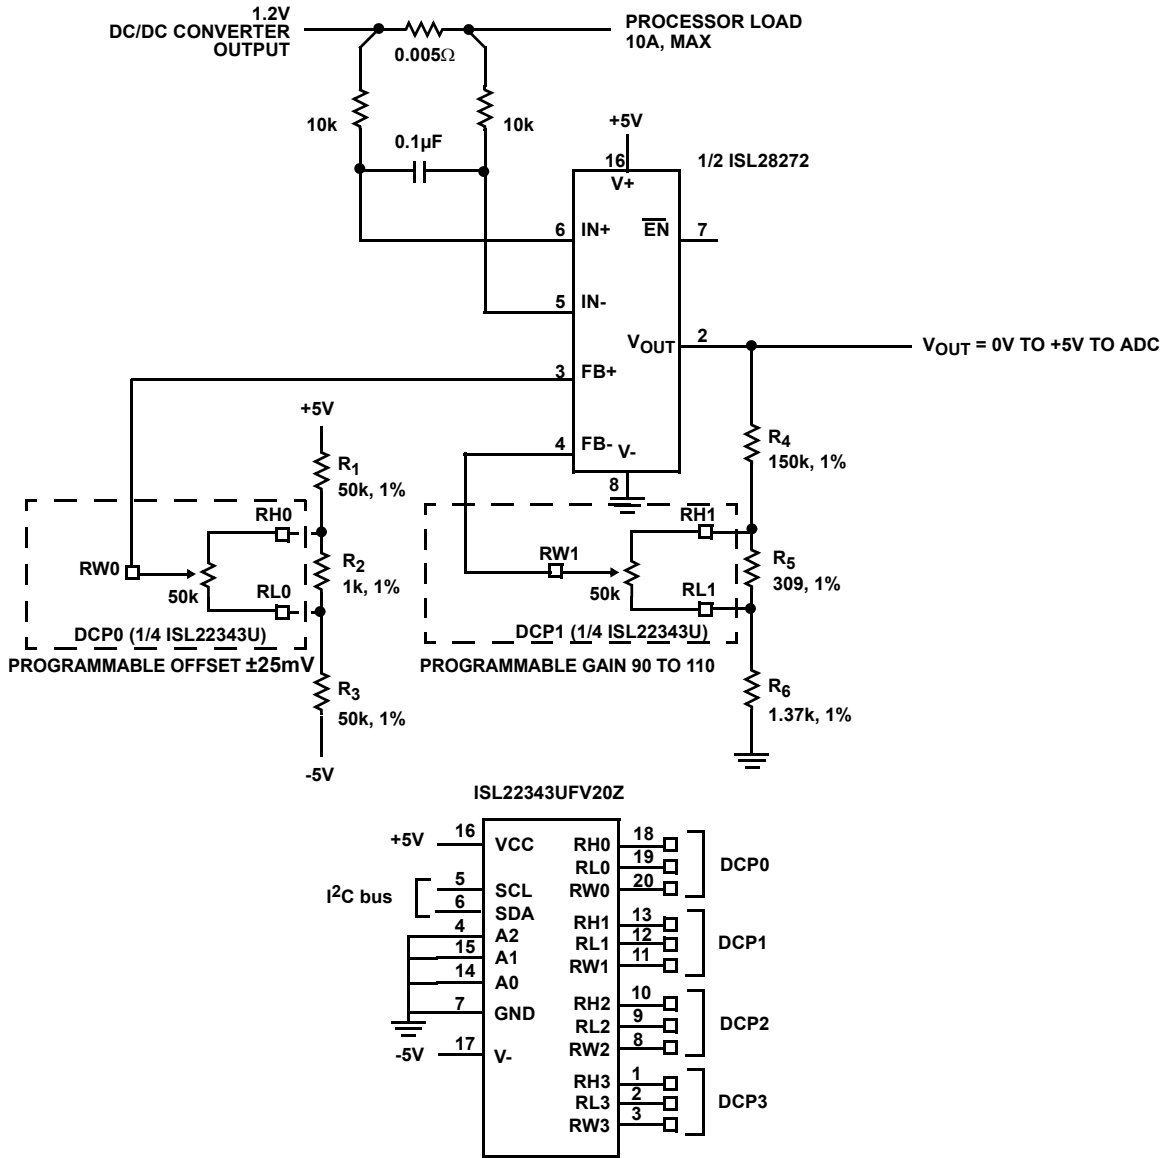 1.2V
DC/DC CONVERTER
OUTPUT
PROCESSOR LOAD
10A, MAX
0.005Ω
10k
10k
0.1µF
+5V
16
V+
1/2 ISL28272
6
IN+
EN
7
5
IN-
VOUT
2
VOUT = 0V TO +5V TO ADC
3
FB+
4
FB-
V-
8
+5V
R1
50k, 1%
RH0
RW0
50k
RL0
R2
1k, 1%
DCP0 (1/4 ISL22343U)
PROGRAMMABLE OFFSET ±25mV
R3
50k, 1%
-5V
R4
150k, 1%
RH1
RW1
50k
RL1
R5
309, 1%
DCP1 (1/4 ISL22343U)
PROGRAMMABLE GAIN 90 TO 110
R6
1.37k, 1%
ISL22343UFV20Z
+5V
16
VCC
I2C bus
5
SCL
6
SDA
4
A2
15
A1
14
A0
7
GND
-5V
17
V-
RH0
18
RL0
19
RW0
20
DCP0
RH1
13
RL1
12
RW1
11
DCP1
RH2
10
RL2
9
RW2
8
DCP2
RH3
1
RL3
2
RW3
3
DCP3